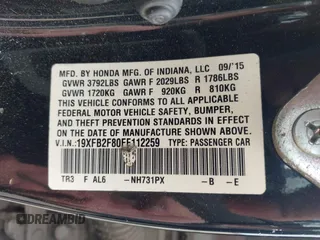 MFD. BY HONDA MFG. OF INDIANA, LLC 09/'15
GVWR 3792LBS GAWR F 2029LBS R 1786LBS
GVWR 1720KG GAWR F 920KG R 810KG
THIS VEHICLE CONFORMS TO ALL APPLICABLE
FEDERAL MOTOR VEHICLE SAFETY, BUMPER,
AND THEFT PREVENTION STANDARDS IN EFFECT
ON THE DATE OF MANUFACTURE SHOWN ABOVE.
V.I.N.: 19XFB2F80FE112259 TYPE: PASSENGER CAR
TR3 F AL6 -NH731PX -B -E
DREAMBID